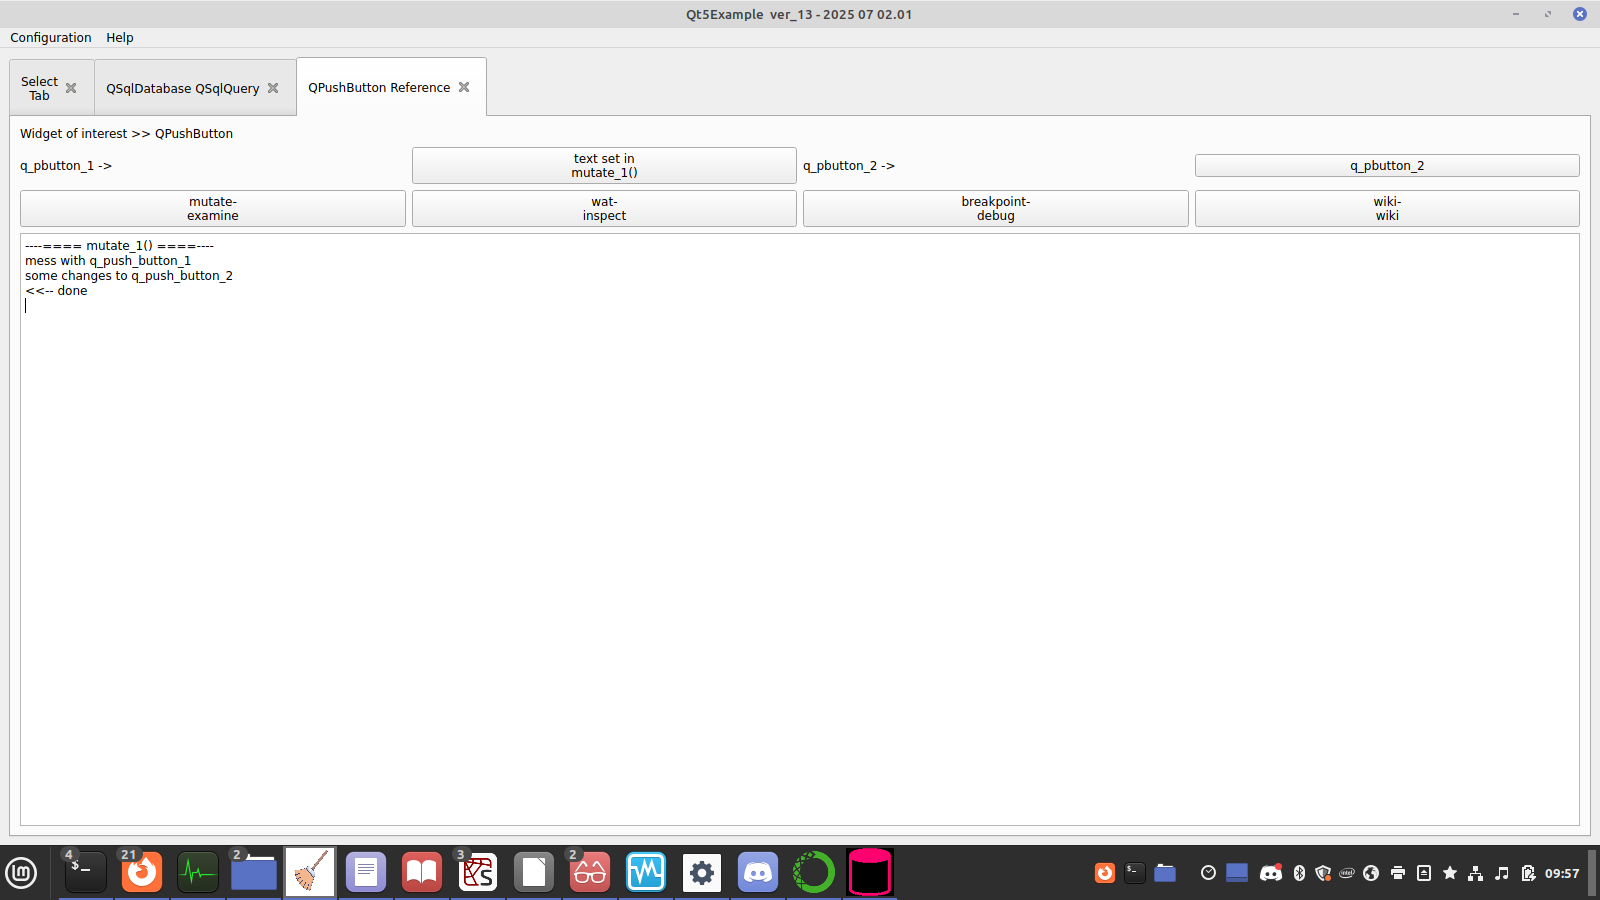 Qt5Example  ver_13 - 2025 07 02.01
Configuration Help
Select
Tab
QSqlDatabase QSqlQuery
QPushButton Reference
Widget of interest >> QPushButton
q_pbutton_1 ->
text set in
mutate_1()
q_pbutton_2 ->
q_pbutton_2
mutate-
examine
wat-
inspect
breakpoint-
debug
wiki-
wiki
----==== mutate_1() ====----
mess with q_push_button_1
some changes to q_push_button_2
<<-- done
4
$_
21
2
3
S
2
intel
09:57